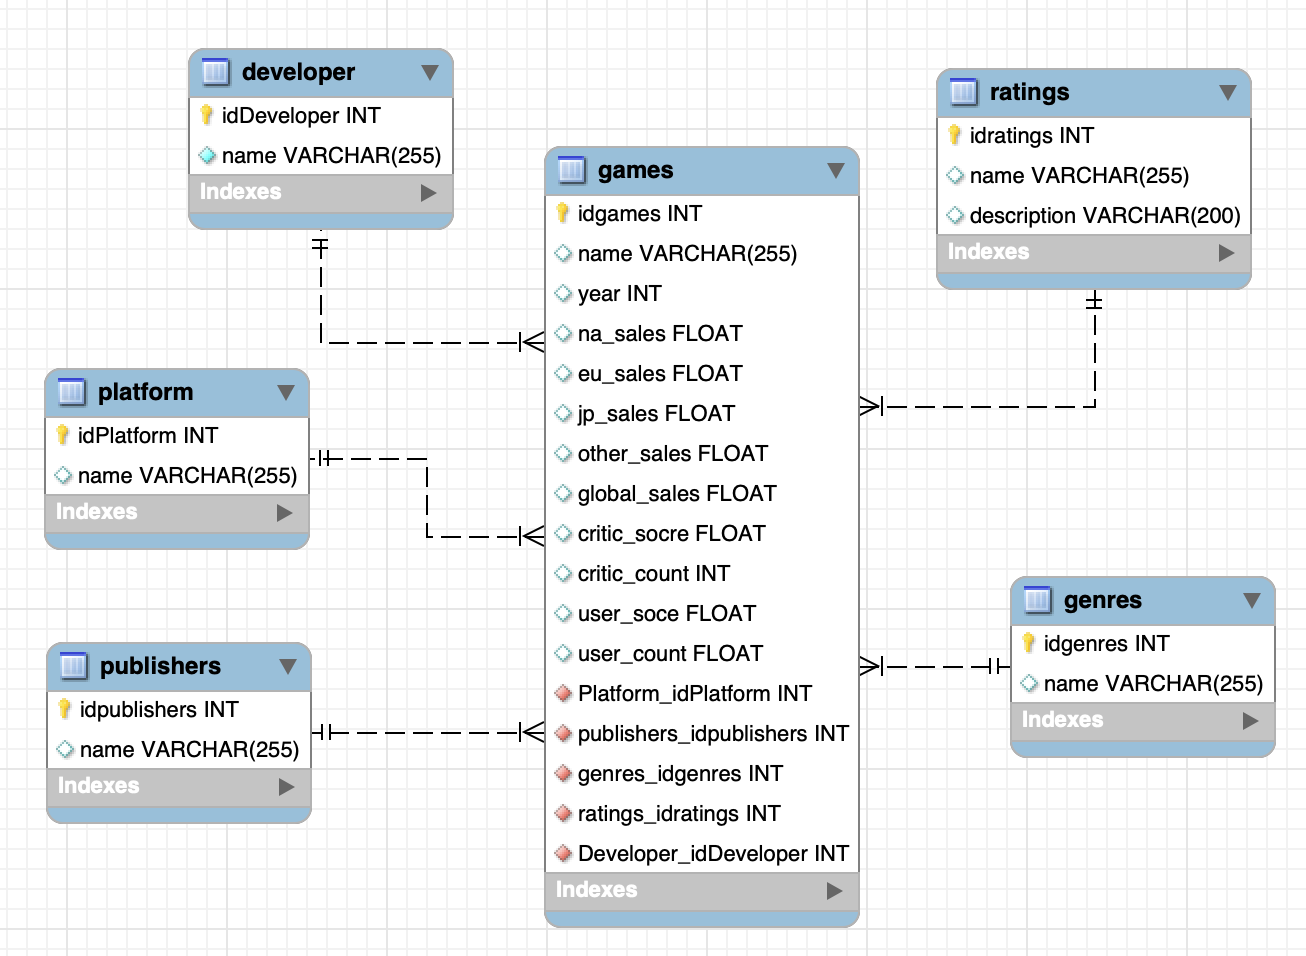 developer
idDeveloper INT
name VARCHAR(255)
Indexes
platform
idPlatform INT
name VARCHAR(255)
Indexes
publishers
idpublishers INT
name VARCHAR(255)
Indexes
games
idgames INT
name VARCHAR(255)
year INT
na_sales FLOAT
eu_sales FLOAT
jp_sales FLOAT
other_sales FLOAT
global_sales FLOAT
critic_socre FLOAT
critic_count INT
user_soce FLOAT
user_count FLOAT
Platform_idPlatform INT
publishers_idpublishers INT
genres_idgenres INT
ratings_idratings INT
Developer_idDeveloper INT
Indexes
ratings
idratings INT
name VARCHAR(255)
description VARCHAR(200)
Indexes
genres
idgenres INT
name VARCHAR(255)
Indexes